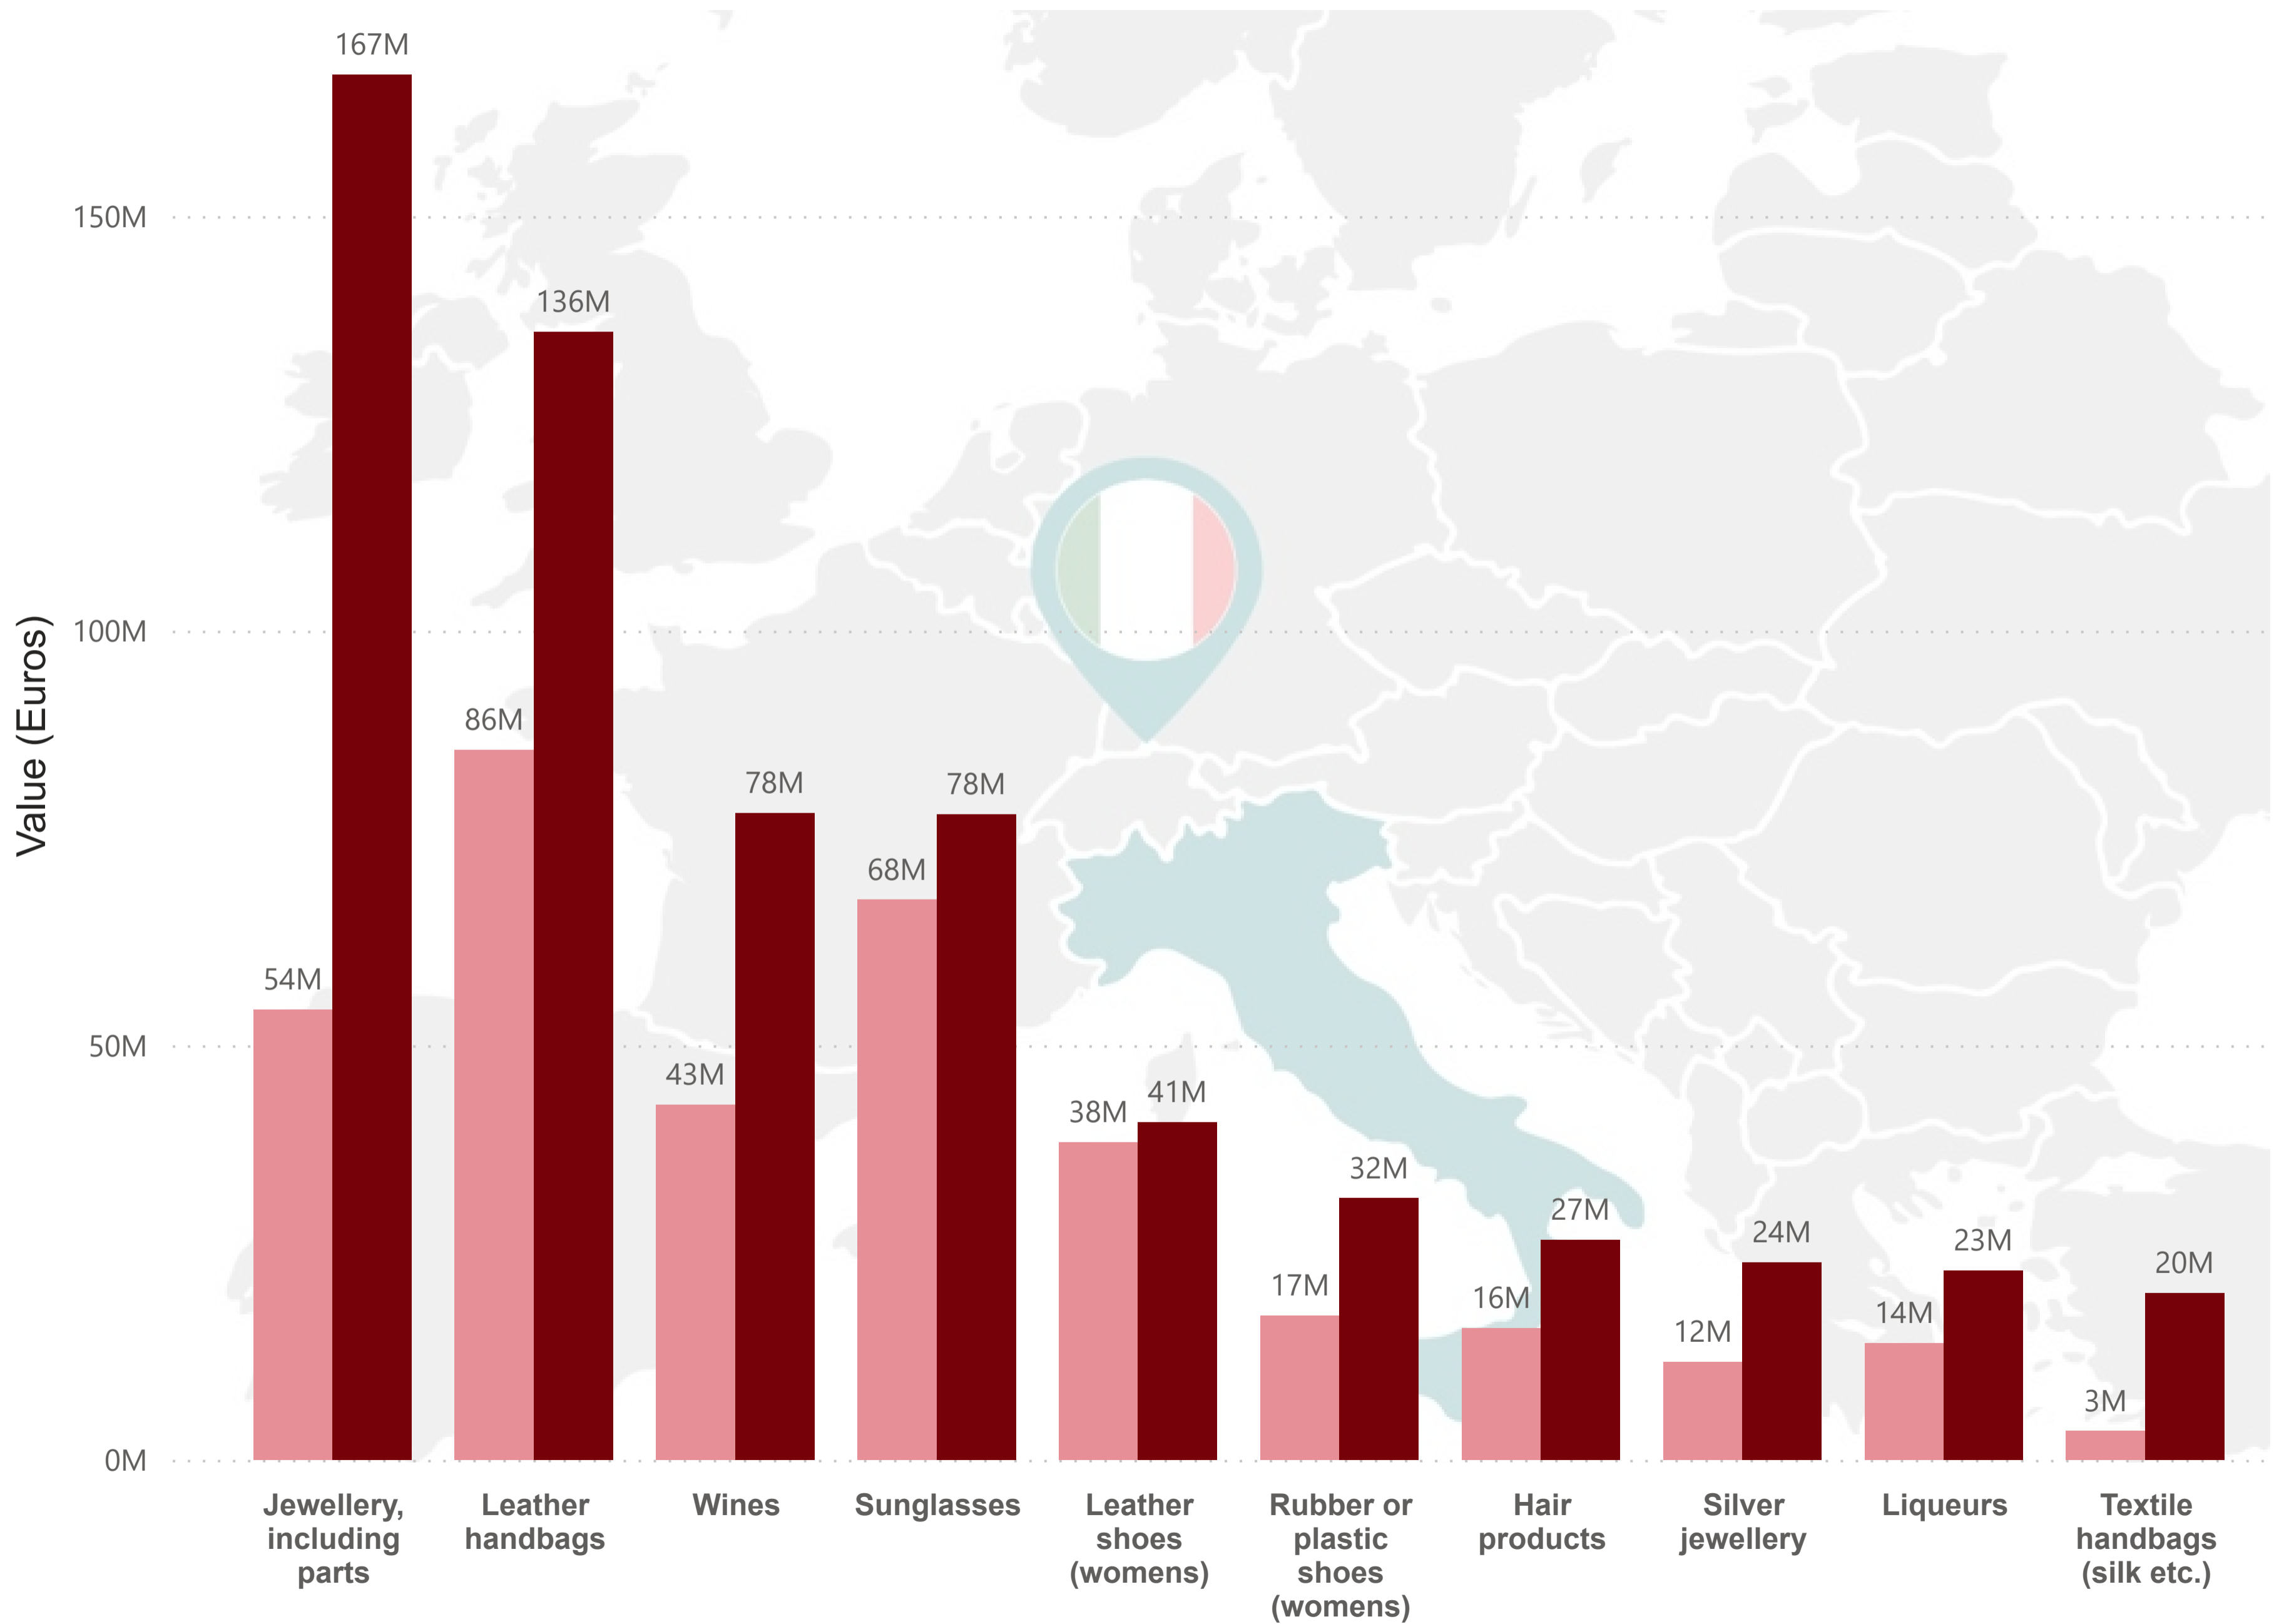 167M
150M
136M
100M
Value (Euros)
86M
78M
78M
68M
54M
50M
43M
38M
41M
32M
27M
24M
23M
20M
17M
16M
12M
14M
3M
0M
Jewellery,
including
parts
Leather
handbags
Wines
Sunglasses
Leather
shoes
(womens)
Rubber or
plastic
shoes
(womens)
Hair
products
Silver
jewellery
Liqueurs
Textile
handbags
(silk etc.)